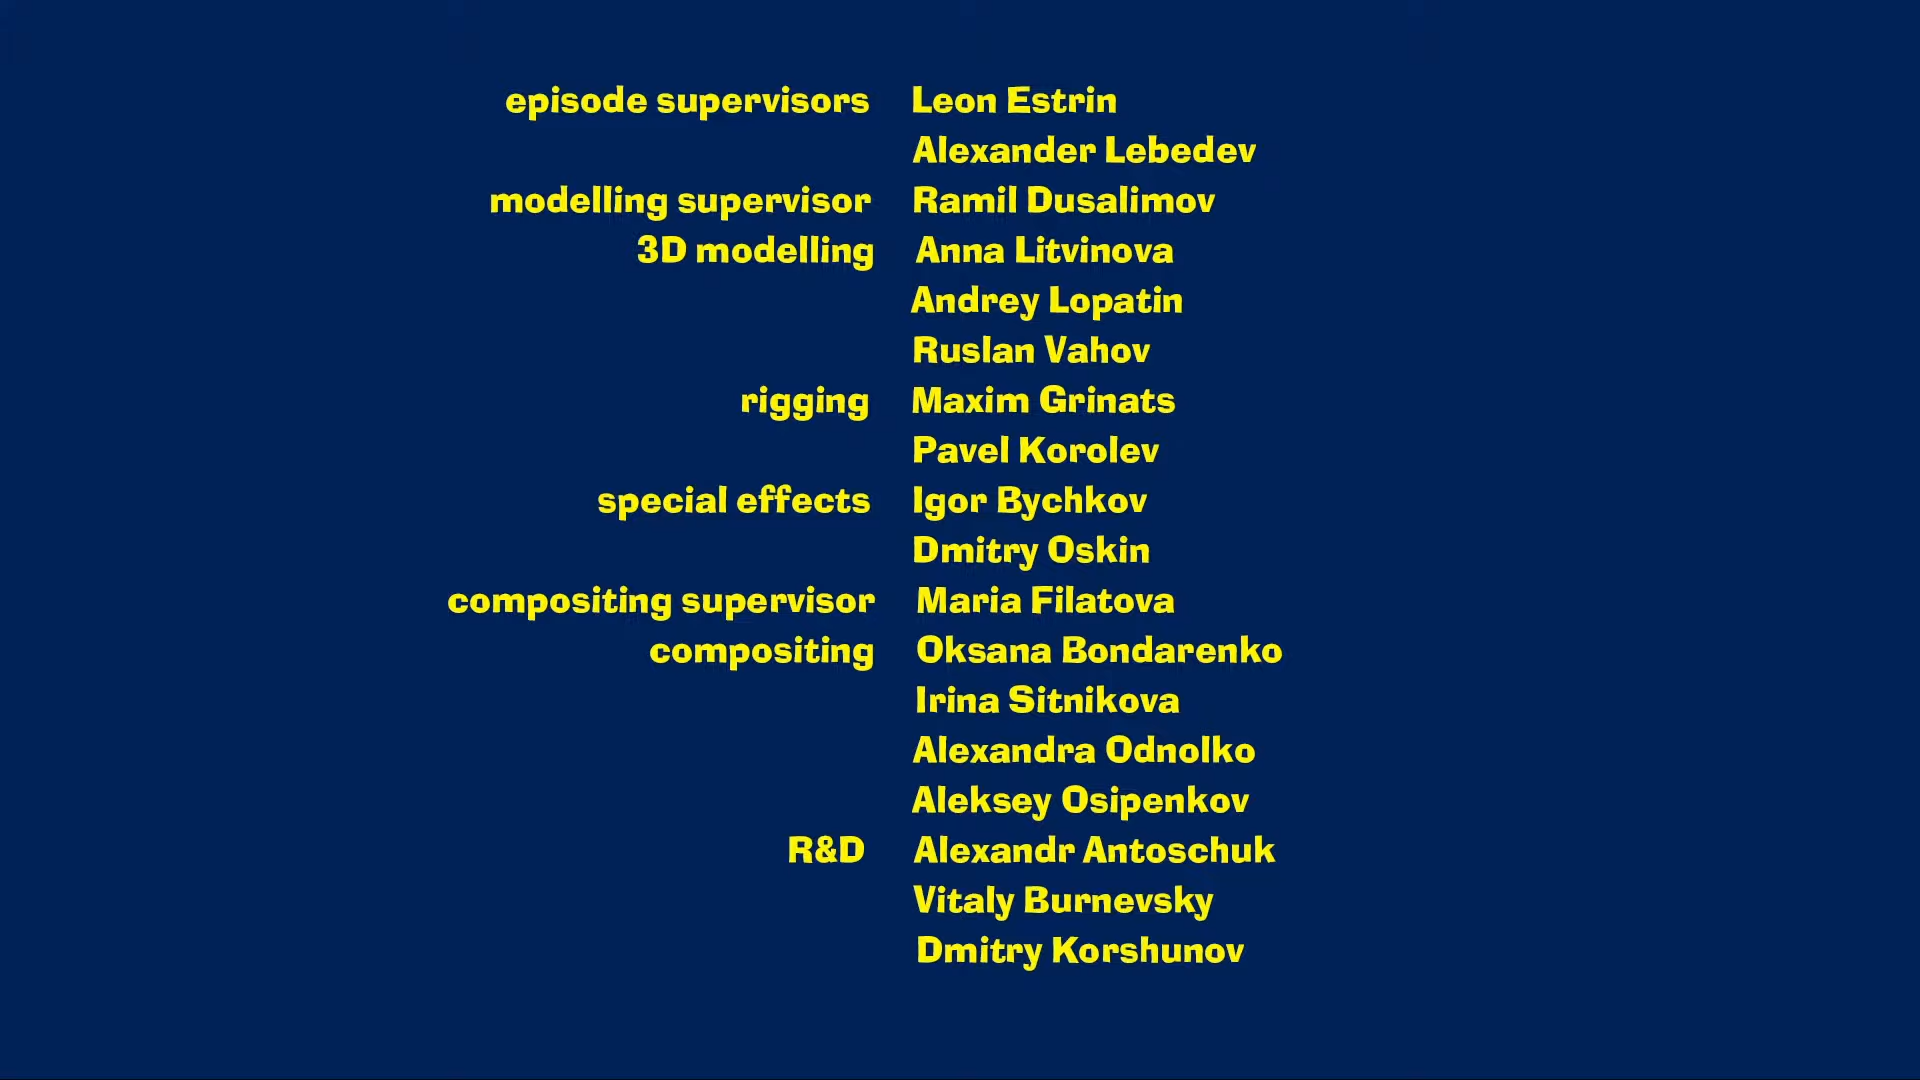 episode supervisors Leon Estrin
Alexander Lebedev
modelling supervisor Ramil Dusalimov
3D modelling Anna Litvinova
Andrey Lopatin
Ruslan Vahov
rigging Maxim Grinats
Pavel Korolev
special effects Igor Bychkov
Dmitry Oskin
compositing supervisor Maria Filatova
compositing Oksana Bondarenko
Irina Sitnikova
Alexandra Odnolko
Aleksey Osipenkov
R&D Alexandr Antoschuk
Vitaly Burnevsky
Dmitry Korshunov